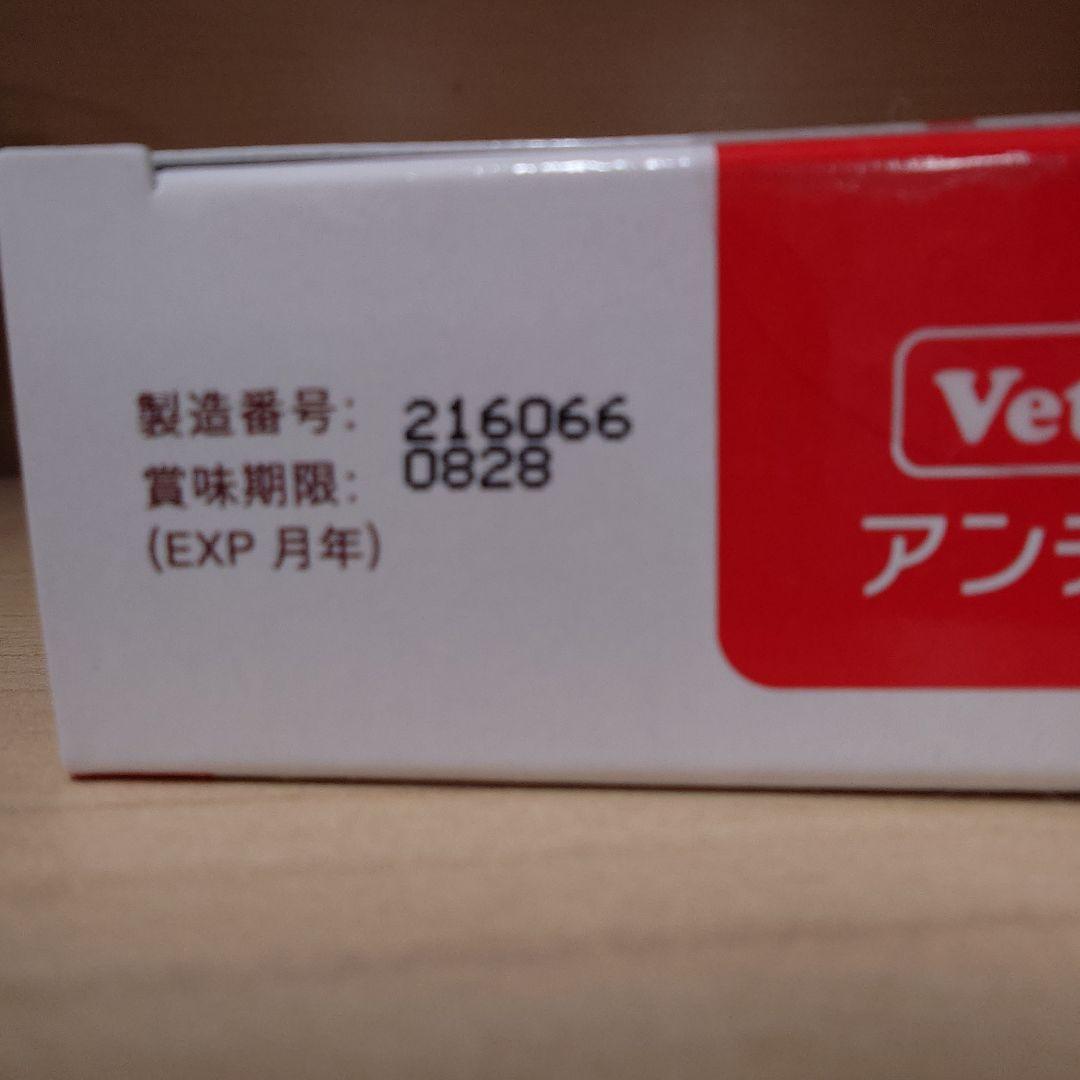 製造番号: 216066
賞味期限: 0828
(EXP 月年)
Vet
アン